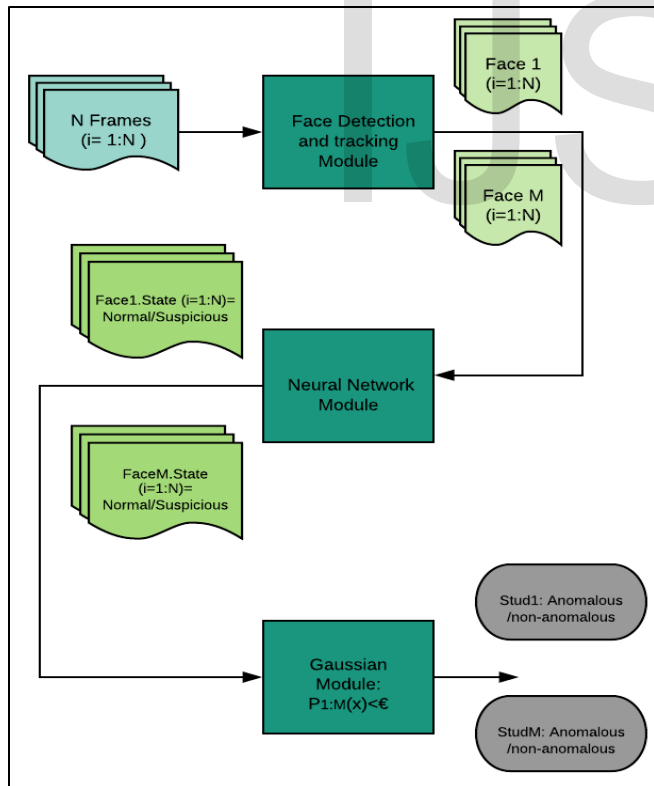 IJS
N Frames
(i= 1:N )
Face Detection
and tracking
Module
Face 1
(i=1:N)
Face M
(i=1:N)
Face1.State (i=1:N)=
Normal/Suspicious
Neural Network
Module
FaceM.State
(i=1:N)=
Normal/Suspicious
Gaussian
Module:
P1:M(x)<€
Stud1: Anomalous
/non-anomalous
StudM: Anomalous
/non-anomalous